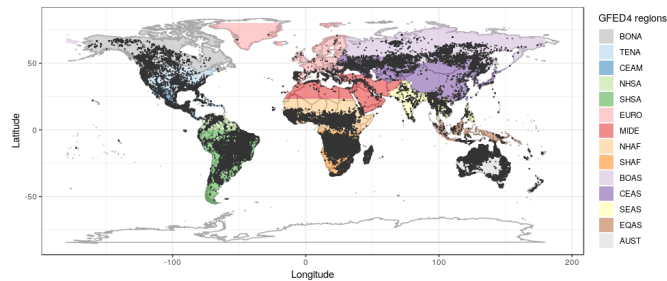 GFED4 regions
BONA
TENA
CEAM
NHSA
SHSA
EURO
MIDE
NHAF
SHAF
BOAS
CEAS
SEAS
EQAS
AUST
Latitude
50
0
-50
-100
0
100
200
Longitude